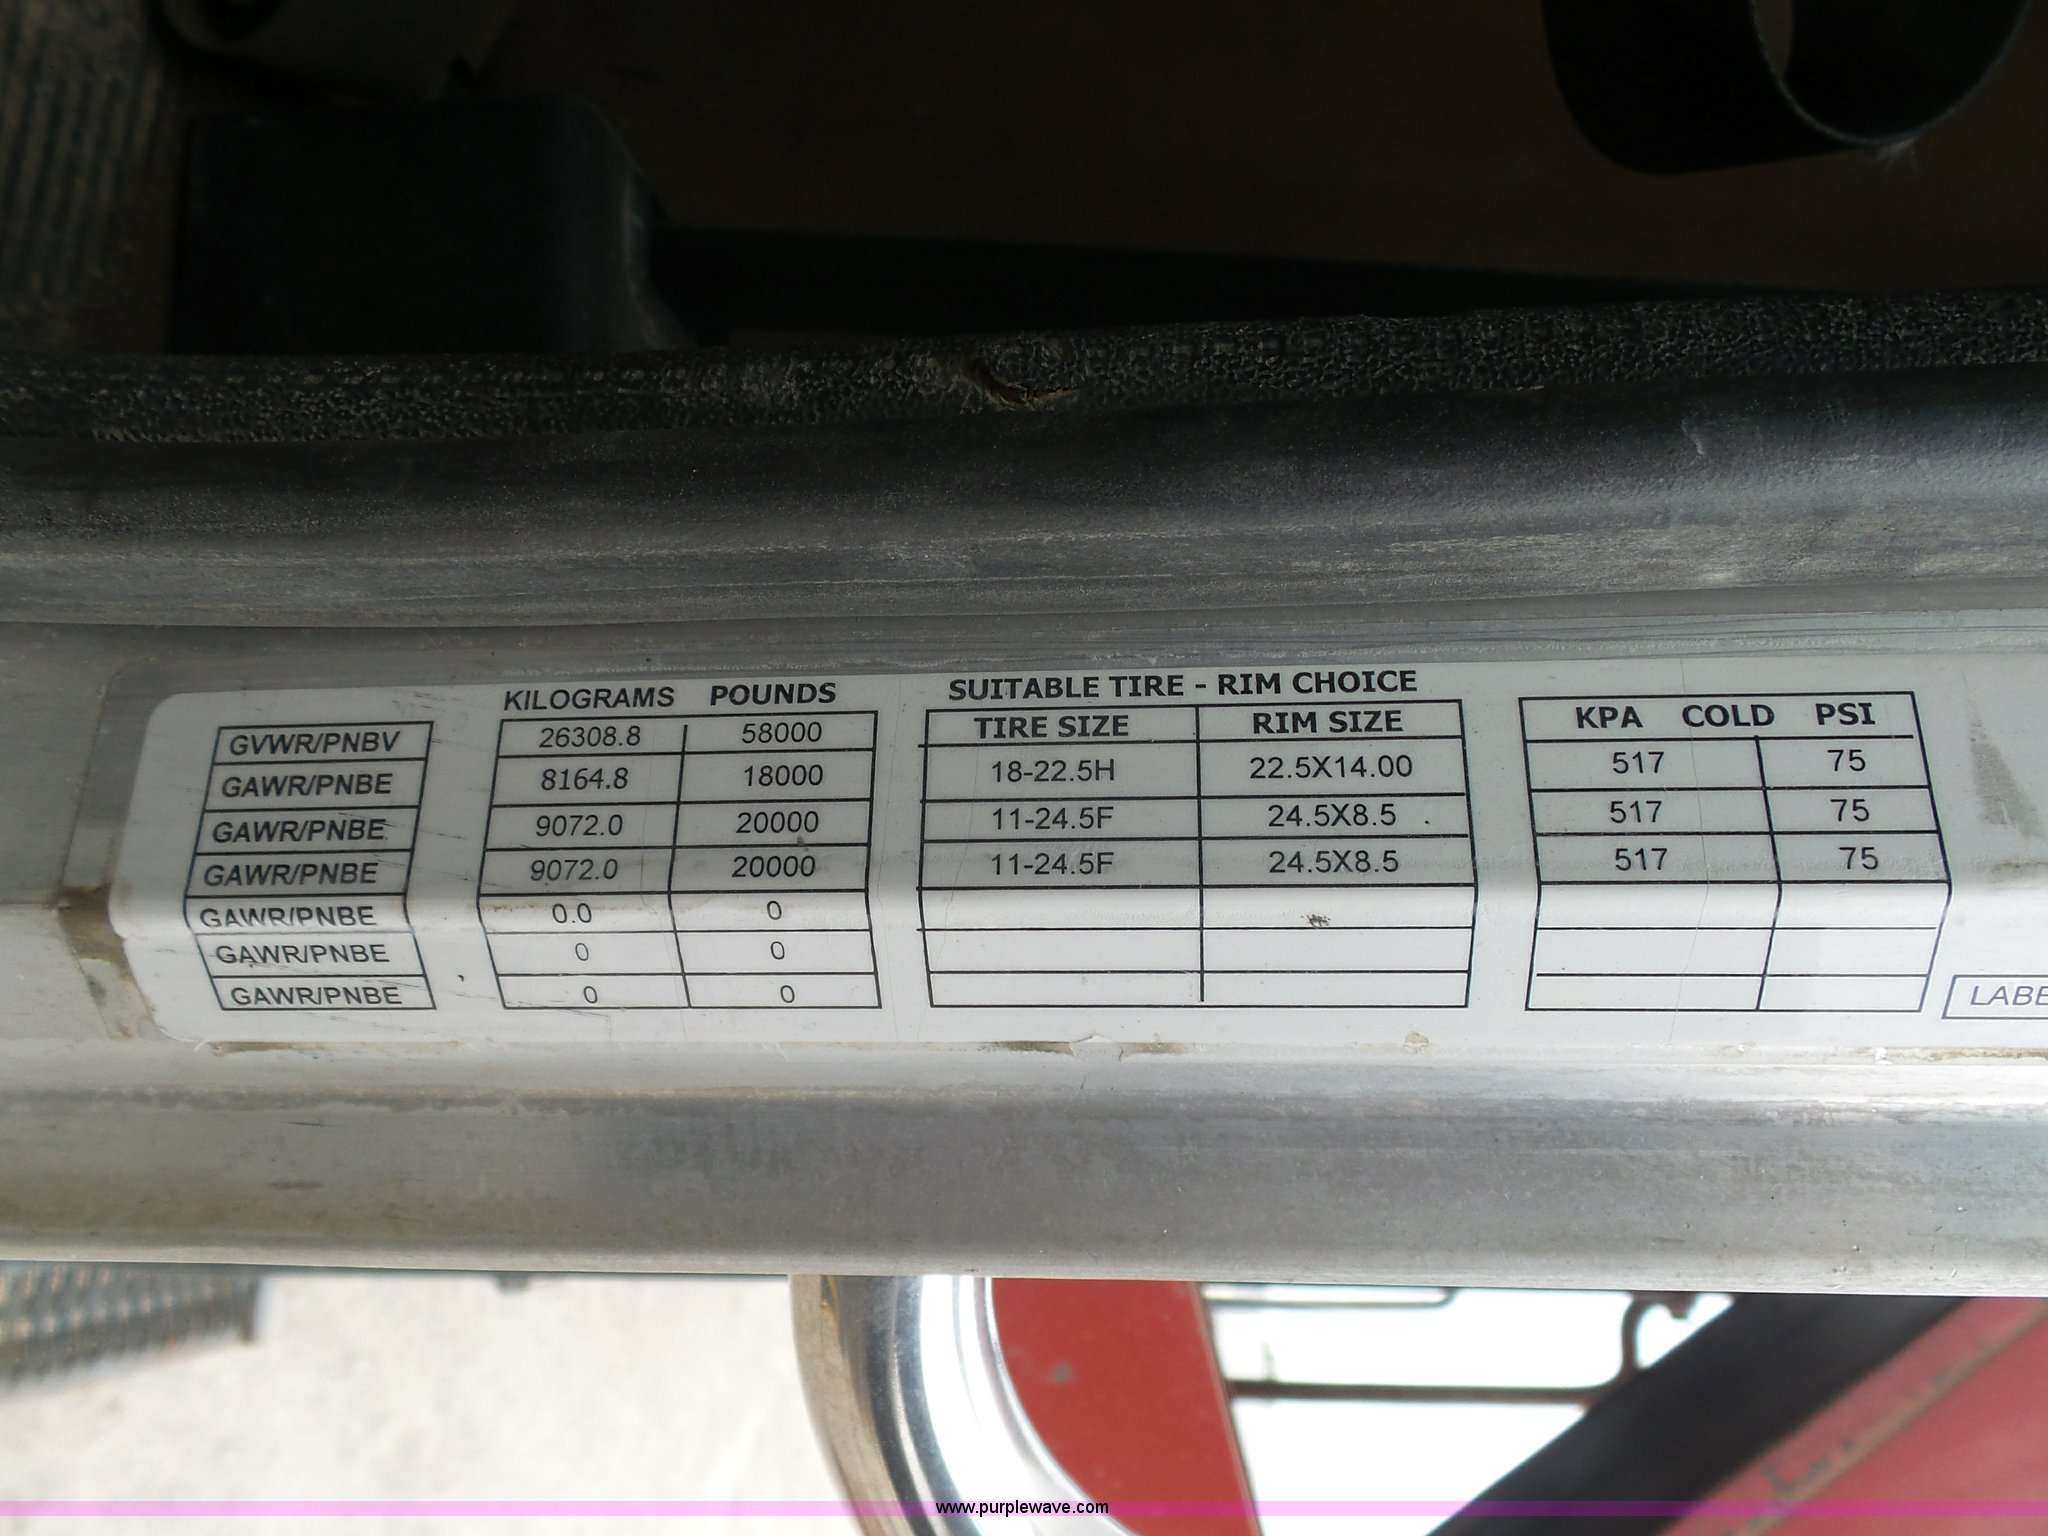 KILOGRAMS POUNDS SUITABLE TIRE - RIM CHOICE
TIRE SIZE RIM SIZE KPA COLD PSI
GVWR/PNBV 26308.8 58000
GAWR/PNBE 8164.8 18000 18-22.5H 22.5X14.00 517 75
GAWR/PNBE 9072.0 20000 11-24.5F 24.5X8.5 517 75
GAWR/PNBE 9072.0 20000 11-24.5F 24.5X8.5 517 75
GAWR/PNBE 0.0 0
GAWR/PNBE 0 0
GAWR/PNBE 0 0
LABE
www.purplewave.com